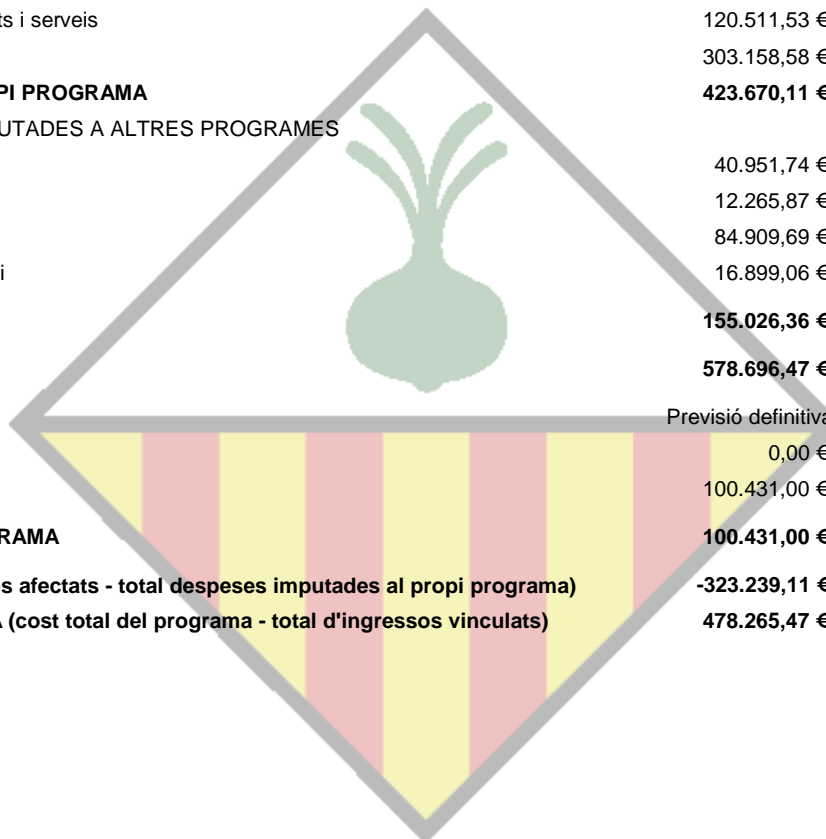 ts i serveis 120.511,53 €
303.158,58 €
PI PROGRAMA 423.670,11 €
UTADES A ALTRES PROGRAMES
40.951,74 €
12.265,87 €
84.909,69 €
i 16.899,06 €
155.026,36 €
578.696,47 €
Previsió definitiva
0,00 €
100.431,00 €
RAMA 100.431,00 €
s afectats - total despeses imputades al propi programa) -323.239,11 €
A (cost total del programa - total d'ingressos vinculats) 478.265,47 €